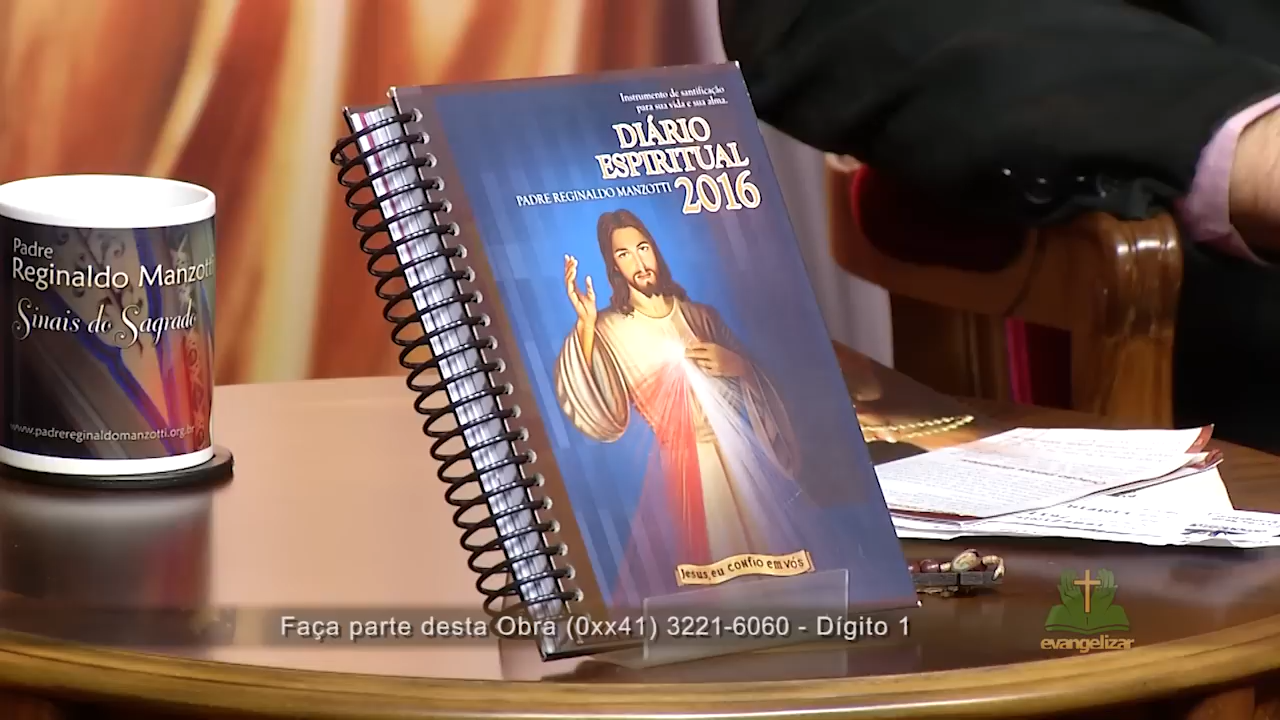 Instrumento de santificação
para sua vida e sua alma.
DIÁRIO
ESPIRITUAL
PADRE REGINALDO MANZOTTI 2016
Jesus, eu confio em vós
Padre
Reginaldo Manzotti
Sinais do Sagrado
www.padrereginaldomanzotti.org.br
Faça parte desta Obra (0xx41) 3221-6060 - Dígito 1
evangelizar